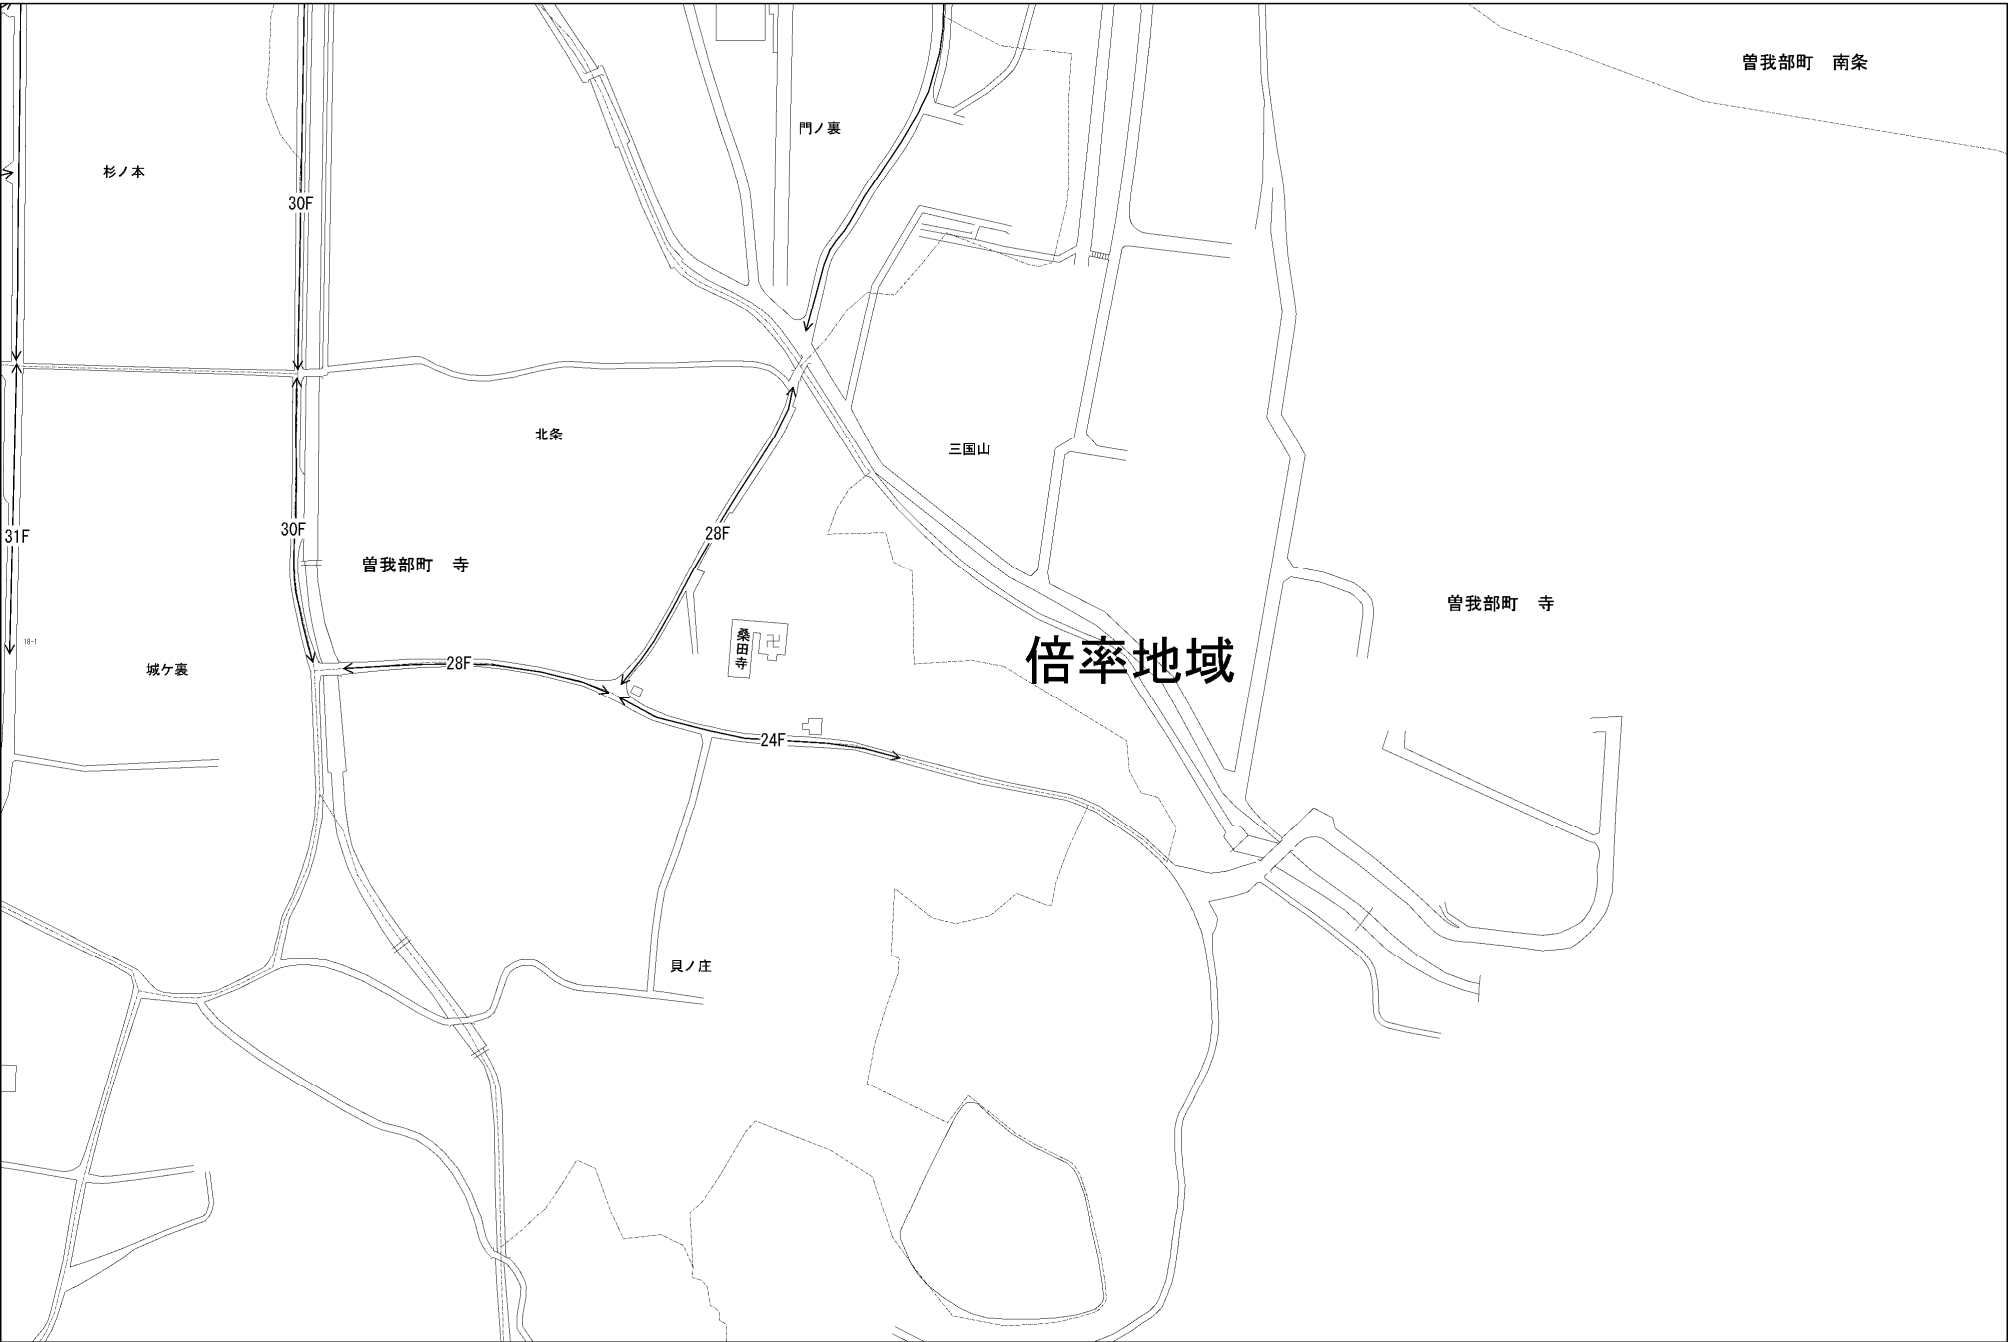 曽我部町　南条
門ノ裏
杉ノ本
30F
北条
三国山
30F
28F
31F
曽我部町　寺
曽我部町　寺
18-1
桑田寺
倍率地域
城ケ裏
28F
24F
貝ノ庄